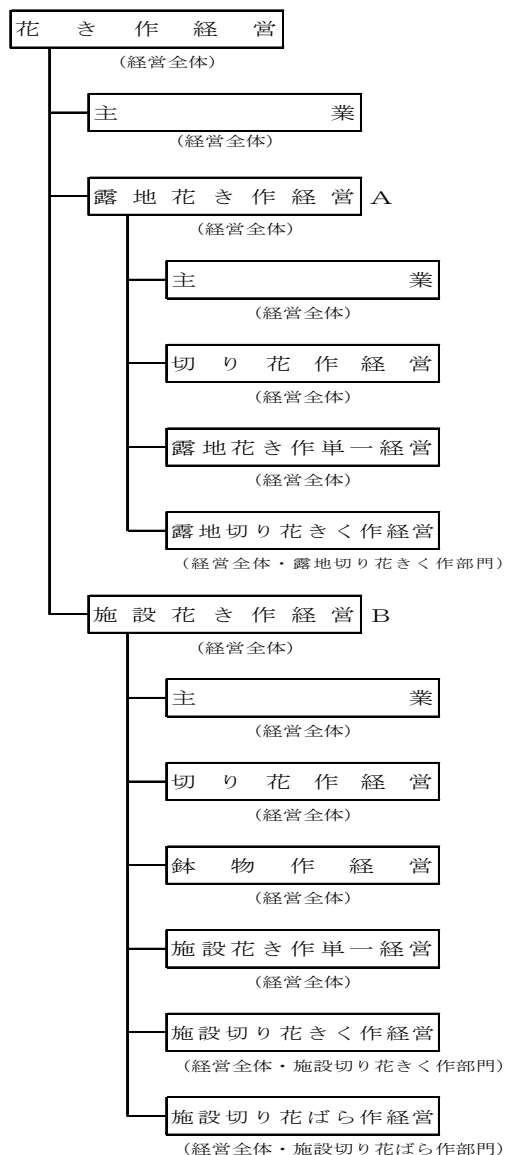 花き作経営
（経営全体）
主業
（経営全体）
露地花き作経営 A
（経営全体）
主業
（経営全体）
切り花作経営
（経営全体）
露地花き作単一経営
（経営全体）
露地切り花きく作経営
（経営全体・露地切り花きく作部門）
施設花き作経営 B
（経営全体）
主業
（経営全体）
切り花作経営
（経営全体）
鉢物作経営
（経営全体）
施設花き作単一経営
（経営全体）
施設切り花きく作経営
（経営全体・施設切り花きく作部門）
施設切り花ばら作経営
（経営全体・施設切り花ばら作部門）